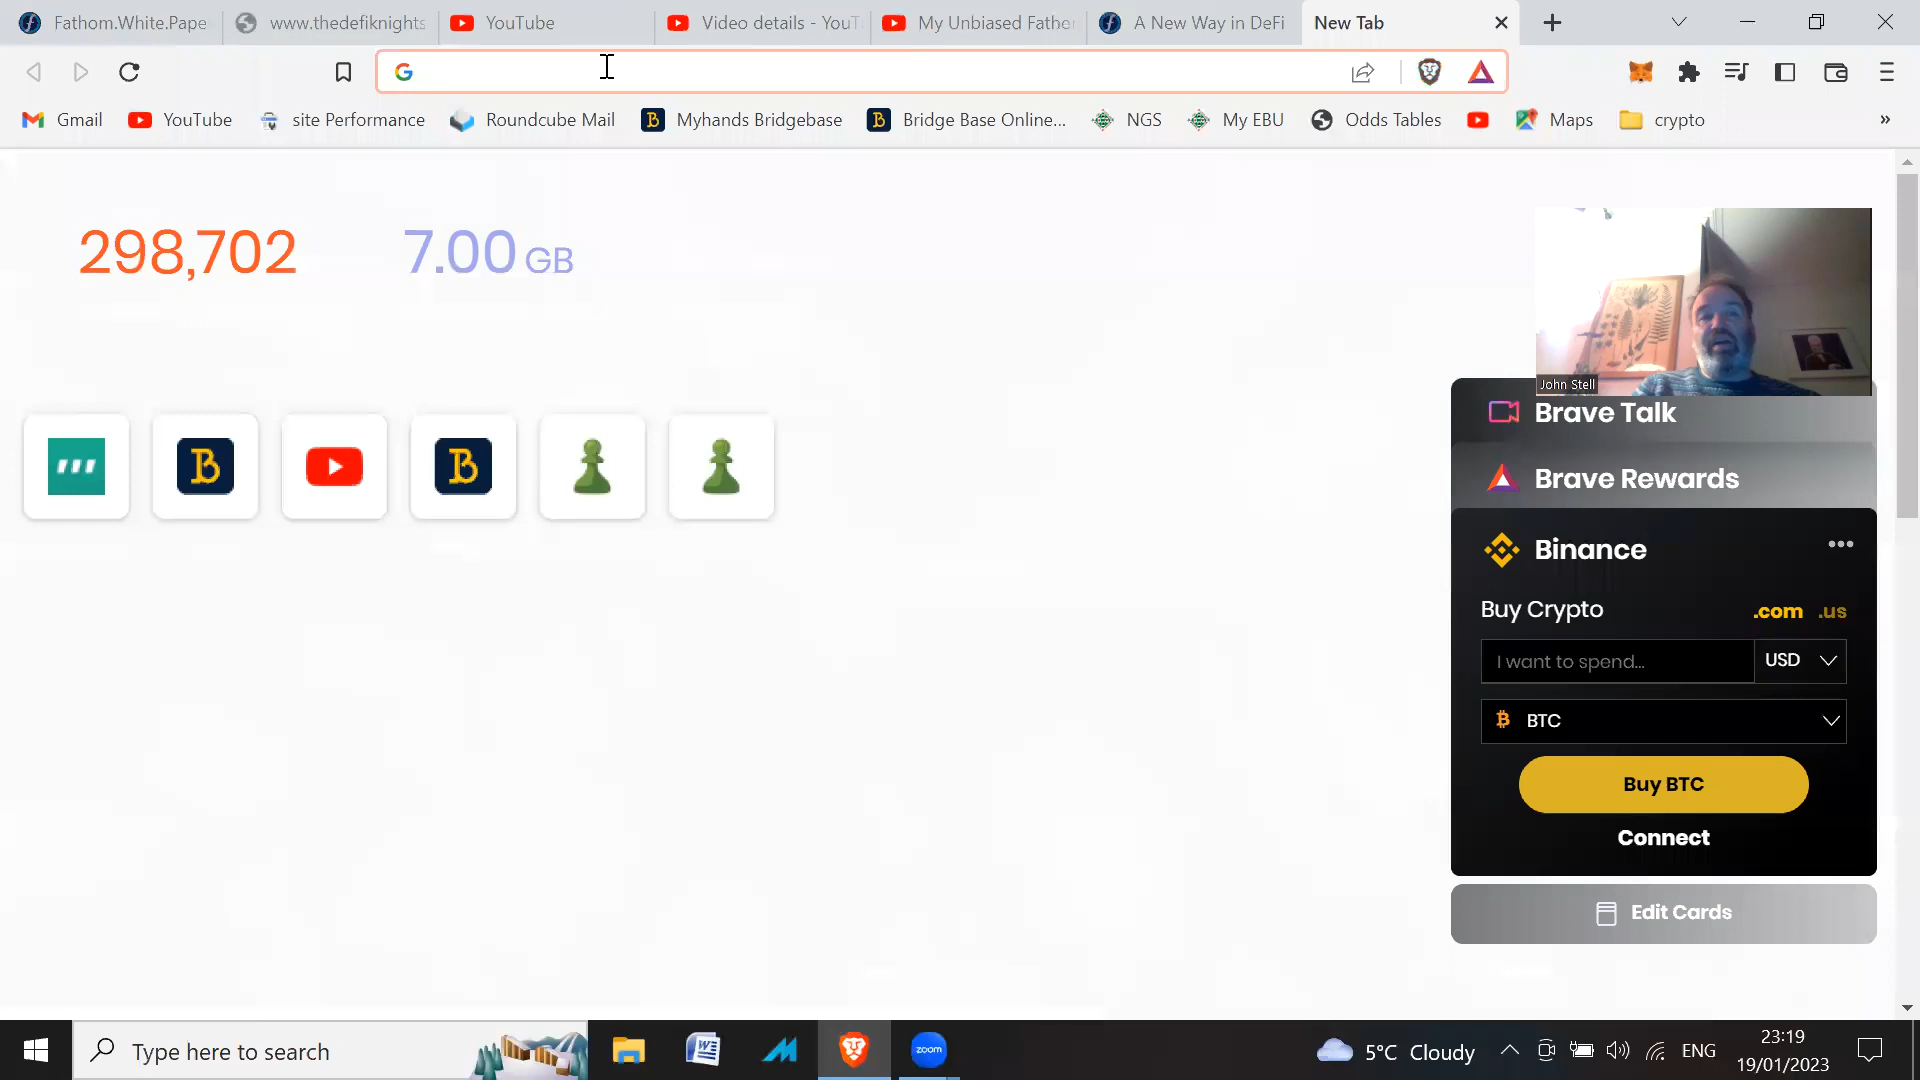 Fathom.White.Pape
www.thedefiknights
YouTube
Video details - YouT
My Unbiased Fathom
A New Way in DeFi
New Tab
Gmail
YouTube
site Performance
Roundcube Mail
Myhands Bridgebase
Bridge Base Online...
NGS
My EBU
Odds Tables
Maps
crypto
»
298,702
7.00 GB
John Stell
Brave Talk
Brave Rewards
Binance
Buy Crypto
.com .us
I want to spend...
USD
BTC
Buy BTC
Connect
Edit Cards
Type here to search
zoom
5°C Cloudy
ENG
23:19
19/01/2023